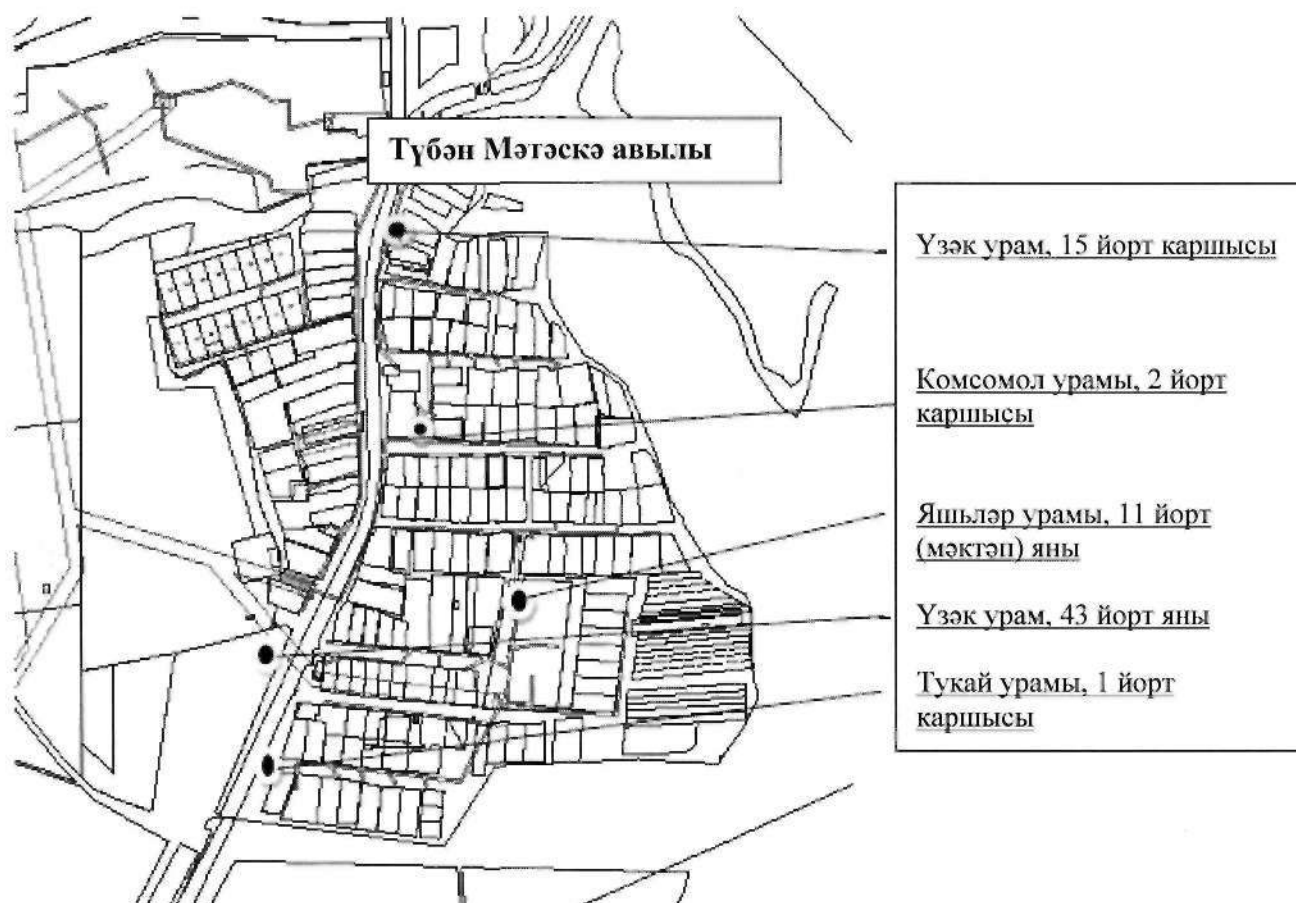 Түбән Мәтәскә авылы
Үзәк урам, 15 йорт каршысы
Комсомол урамы, 2 йорт
каршысы
Яшьләр урамы, 11 йорт
(мәктәп) яны
Үзәк урам, 43 йорт яны
Тукай урамы, 1 йорт
каршысы